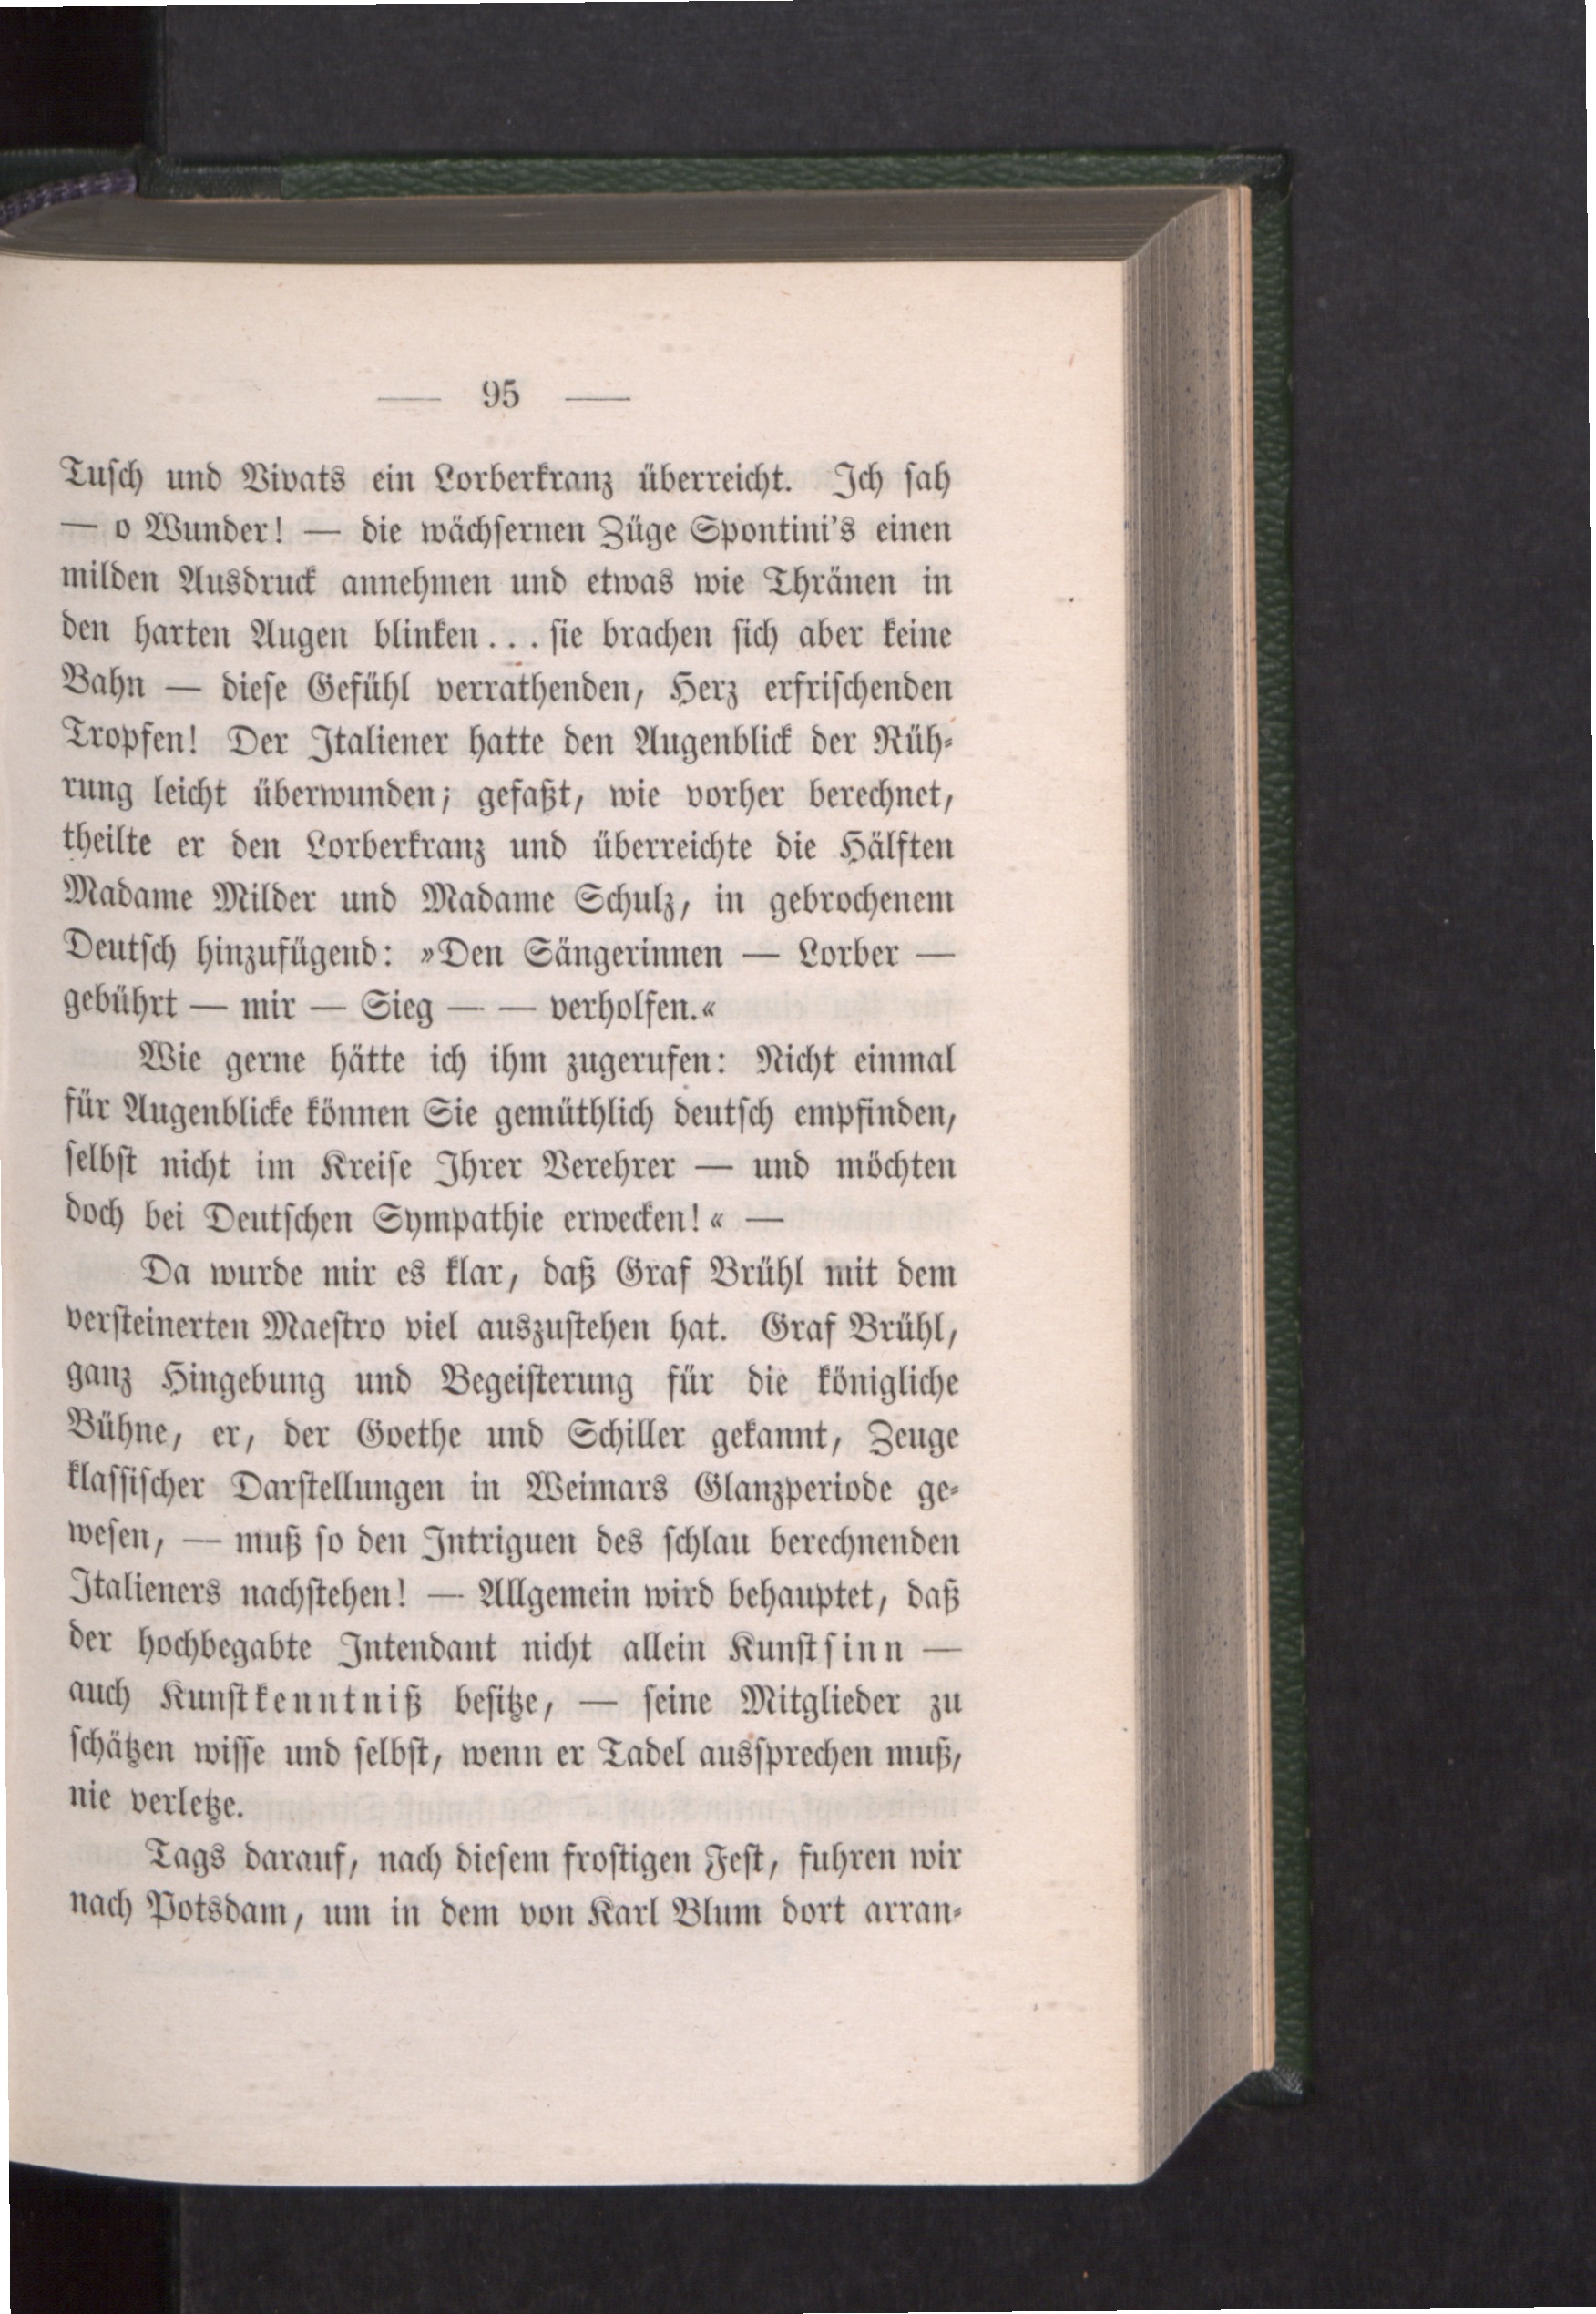 — 95 —
Tusch und Vivats ein Lorberkranz überreicht. Ich sah
— o Wunder! — die wächsernen Züge Spontini's einen
milden Ausdruck annehmen und etwas wie Thränen in
den harten Augen blinken... sie brachen sich aber keine
Bahn — diese Gefühl verrathenden, Herz erfrischenden
Tropfen! Der Italiener hatte den Augenblick der Rüh-
rung leicht überwunden; gefaßt, wie vorher berechnet,
theilte er den Lorberkranz und überreichte die Hälften
Madame Milder und Madame Schulz, in gebrochenem
Deutsch hinzufügend: »Den Sängerinnen — Lorber —
gebührt — mir — Sieg — — verholfen.«
Wie gerne hätte ich ihm zugerufen: Nicht einmal
für Augenblicke können Sie gemüthlich deutsch empfinden,
selbst nicht im Kreise Ihrer Verehrer — und möchten
doch bei Deutschen Sympathie erwecken!« —
Da wurde mir es klar, daß Graf Brühl mit dem
versteinerten Maestro viel auszustehen hat. Graf Brühl,
ganz Hingebung und Begeisterung für die königliche
Bühne, er, der Goethe und Schiller gekannt, Zeuge
klassischer Darstellungen in Weimars Glanzperiode ge-
wesen, — muß so den Intriguen des schlau berechnenden
Italieners nachstehen! — Allgemein wird behauptet, daß
der hochbegabte Intendant nicht allein Kunstsinn —
auch Kunstkenntniß besitze, — seine Mitglieder zu
schätzen wisse und selbst, wenn er Tadel aussprechen muß,
nie verletze.
Tags darauf, nach diesem frostigen Fest, fuhren wir
nach Potsdam, um in dem von Karl Blum dort arran-